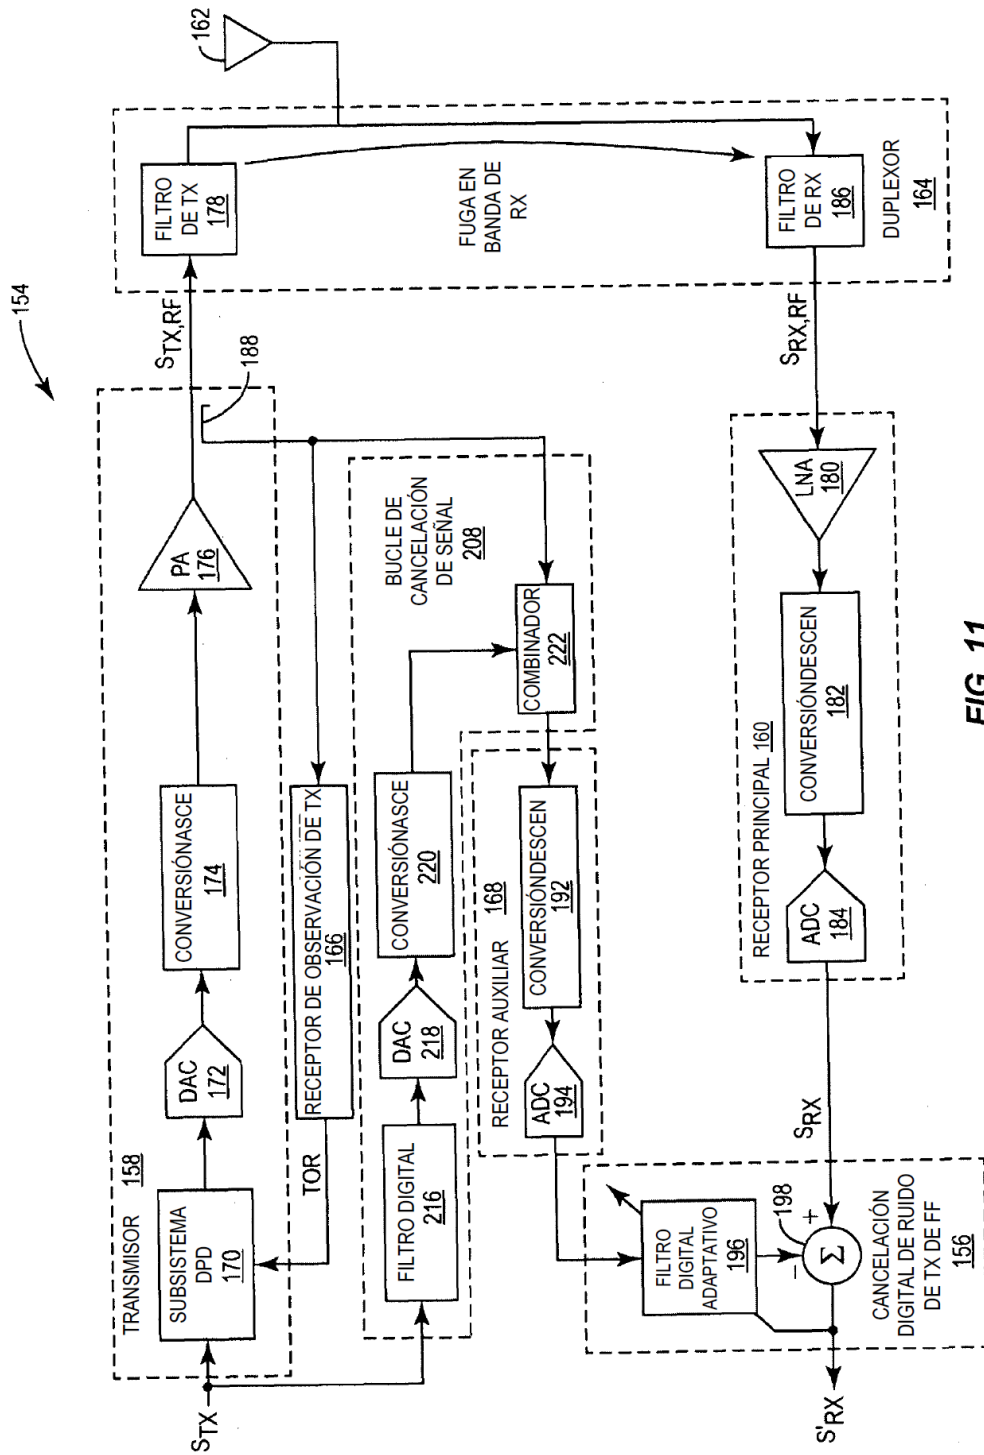 154
162
FILTRO
DE TX
178
FUGA EN
BANDA DE
RX
FILTRO
DE RX
186
DUPLEXOR
164
STX,RF
188
SRX,RF
TRANSMISOR 158
SUBSISTEMA
DPD
170
DAC
172
CONVERSIÓNASCE
174
PA
176
TOR
RECEPTOR DE OBSERVACIÓN DE TX
166
STX
FILTRO DIGITAL
216
DAC
218
CONVERSIÓNASCE
220
BUCLE DE
CANCELACIÓN
DE SEÑAL
208
COMBINADOR
222
RECEPTOR AUXILIAR 168
CONVERSIÓNDESCEN
192
ADC
194
RECEPTOR PRINCIPAL 160
LNA
180
CONVERSIÓNDESCEN
182
ADC
184
SRX
FILTRO
DIGITAL
ADAPTATIVO
196
198
+
−
Σ
CANCELACIÓN
DIGITAL DE RUIDO
DE TX DE FF
156
S'RX
FIG. 11